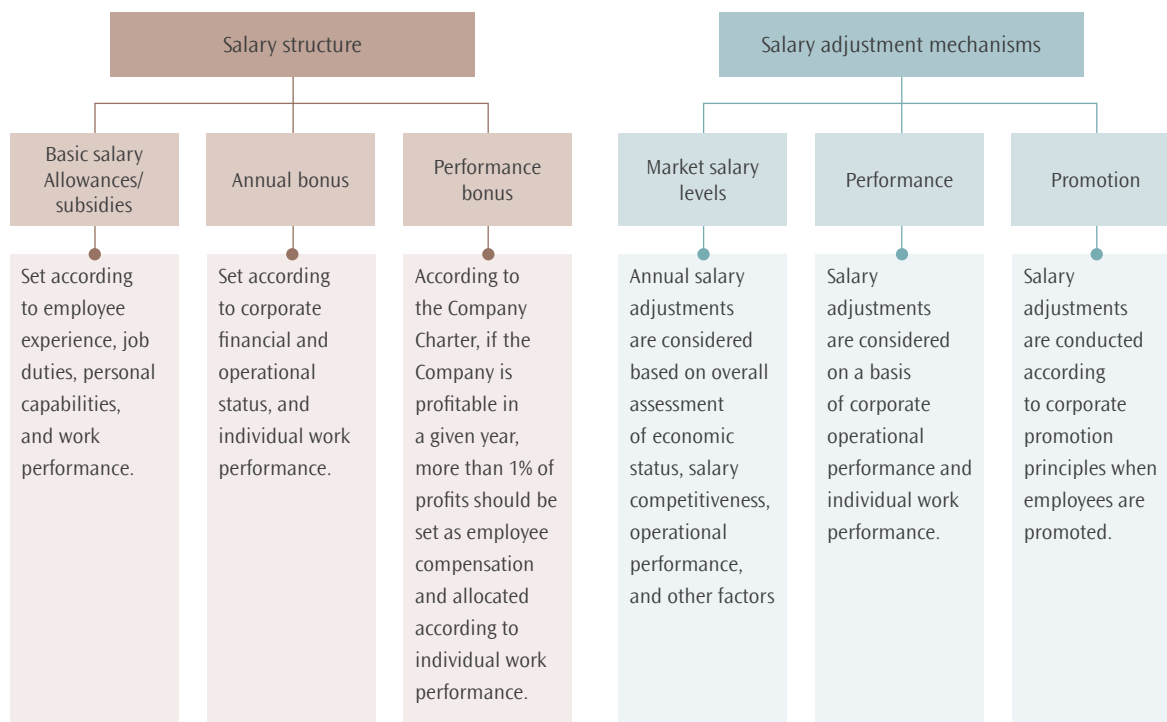 Salary structure
Basic salary
Allowances/
subsidies
Set according
to employee
experience, job
duties, personal
capabilities,
and work
performance.
Annual bonus
Set according
to corporate
financial and
operational
status, and
individual work
performance.
Performance
bonus
According to
the Company
Charter, if the
Company is
profitable in
a given year,
more than 1% of
profits should be
set as employee
compensation
and allocated
according to
individual work
performance.
Salary adjustment mechanisms
Market salary
levels
Annual salary
adjustments
are considered
based on overall
assessment
of economic
status, salary
competitiveness,
operational
performance,
and other factors
Performance
Salary
adjustments
are considered
on a basis
of corporate
operational
performance and
individual work
performance.
Promotion
Salary
adjustments
are conducted
according
to corporate
promotion
principles when
employees are
promoted.